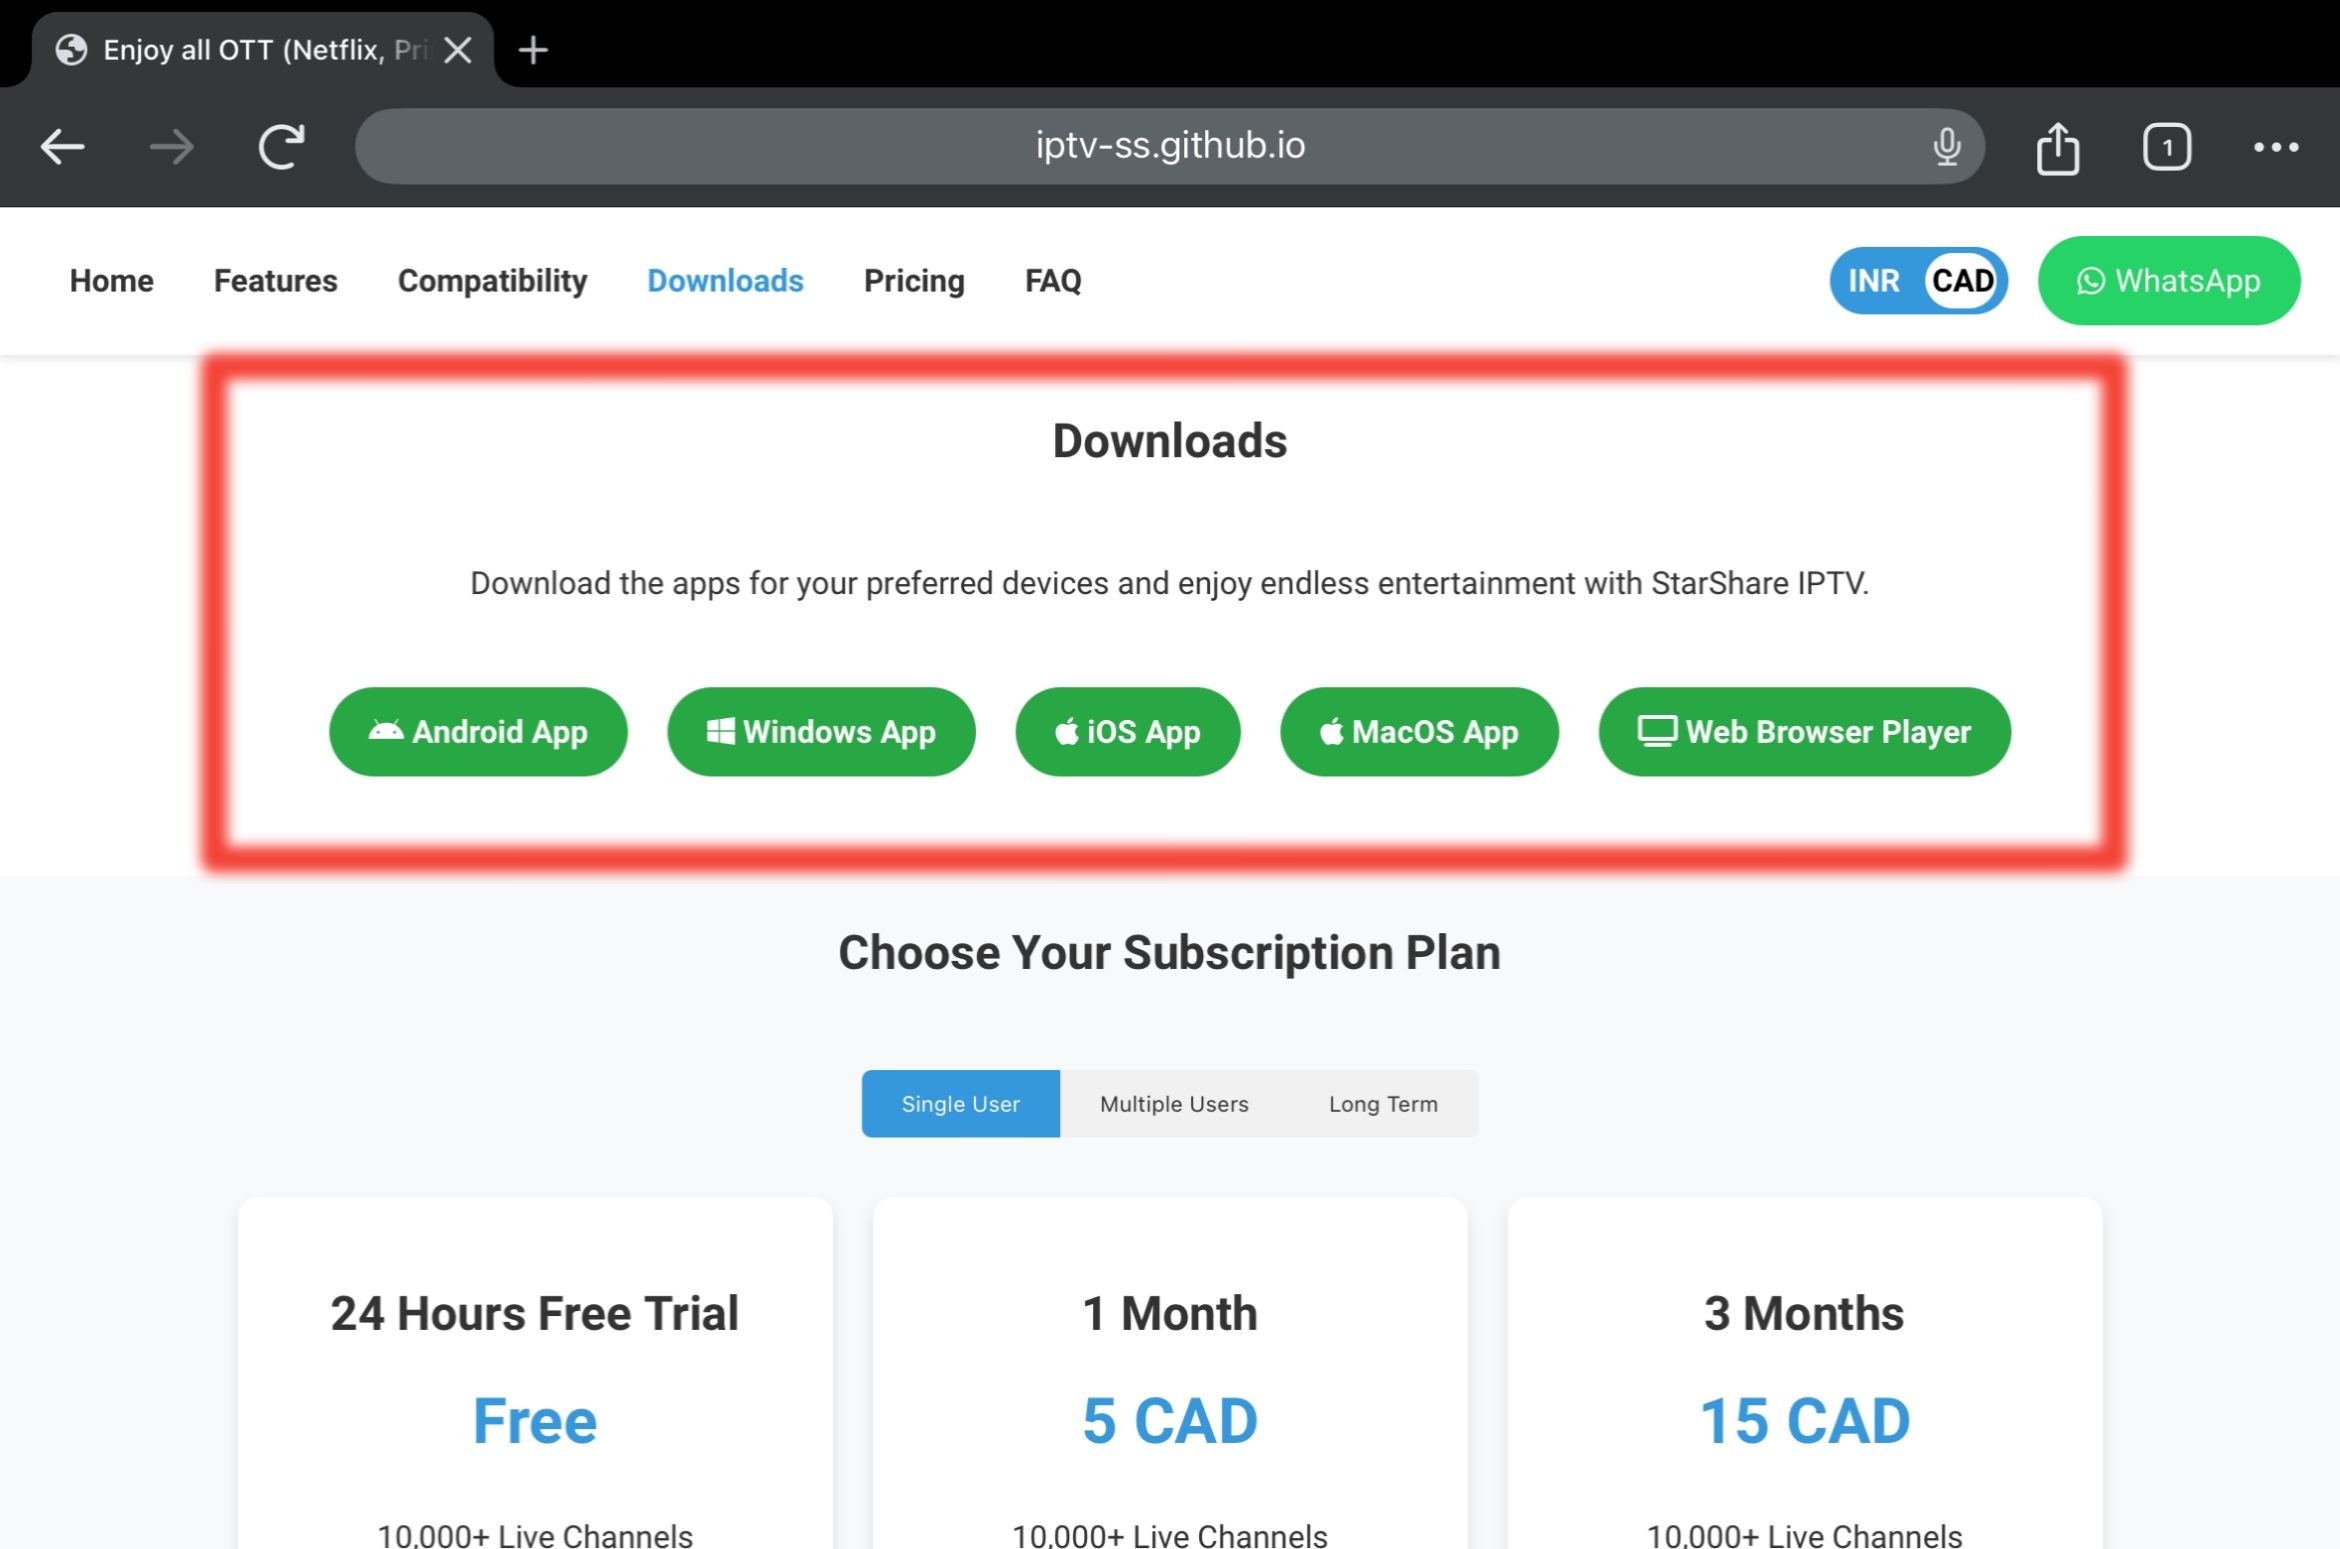 Enjoy all OTT (Netflix, Pri
iptv-ss.github.io
1
Home Features Compatibility Downloads Pricing FAQ INR CAD WhatsApp
Downloads
Download the apps for your preferred devices and enjoy endless entertainment with StarShare IPTV.
Android App Windows App iOS App MacOS App Web Browser Player
Choose Your Subscription Plan
Single User Multiple Users Long Term
24 Hours Free Trial 1 Month 3 Months
Free 5 CAD 15 CAD
10,000+ Live Channels 10,000+ Live Channels 10,000+ Live Channels